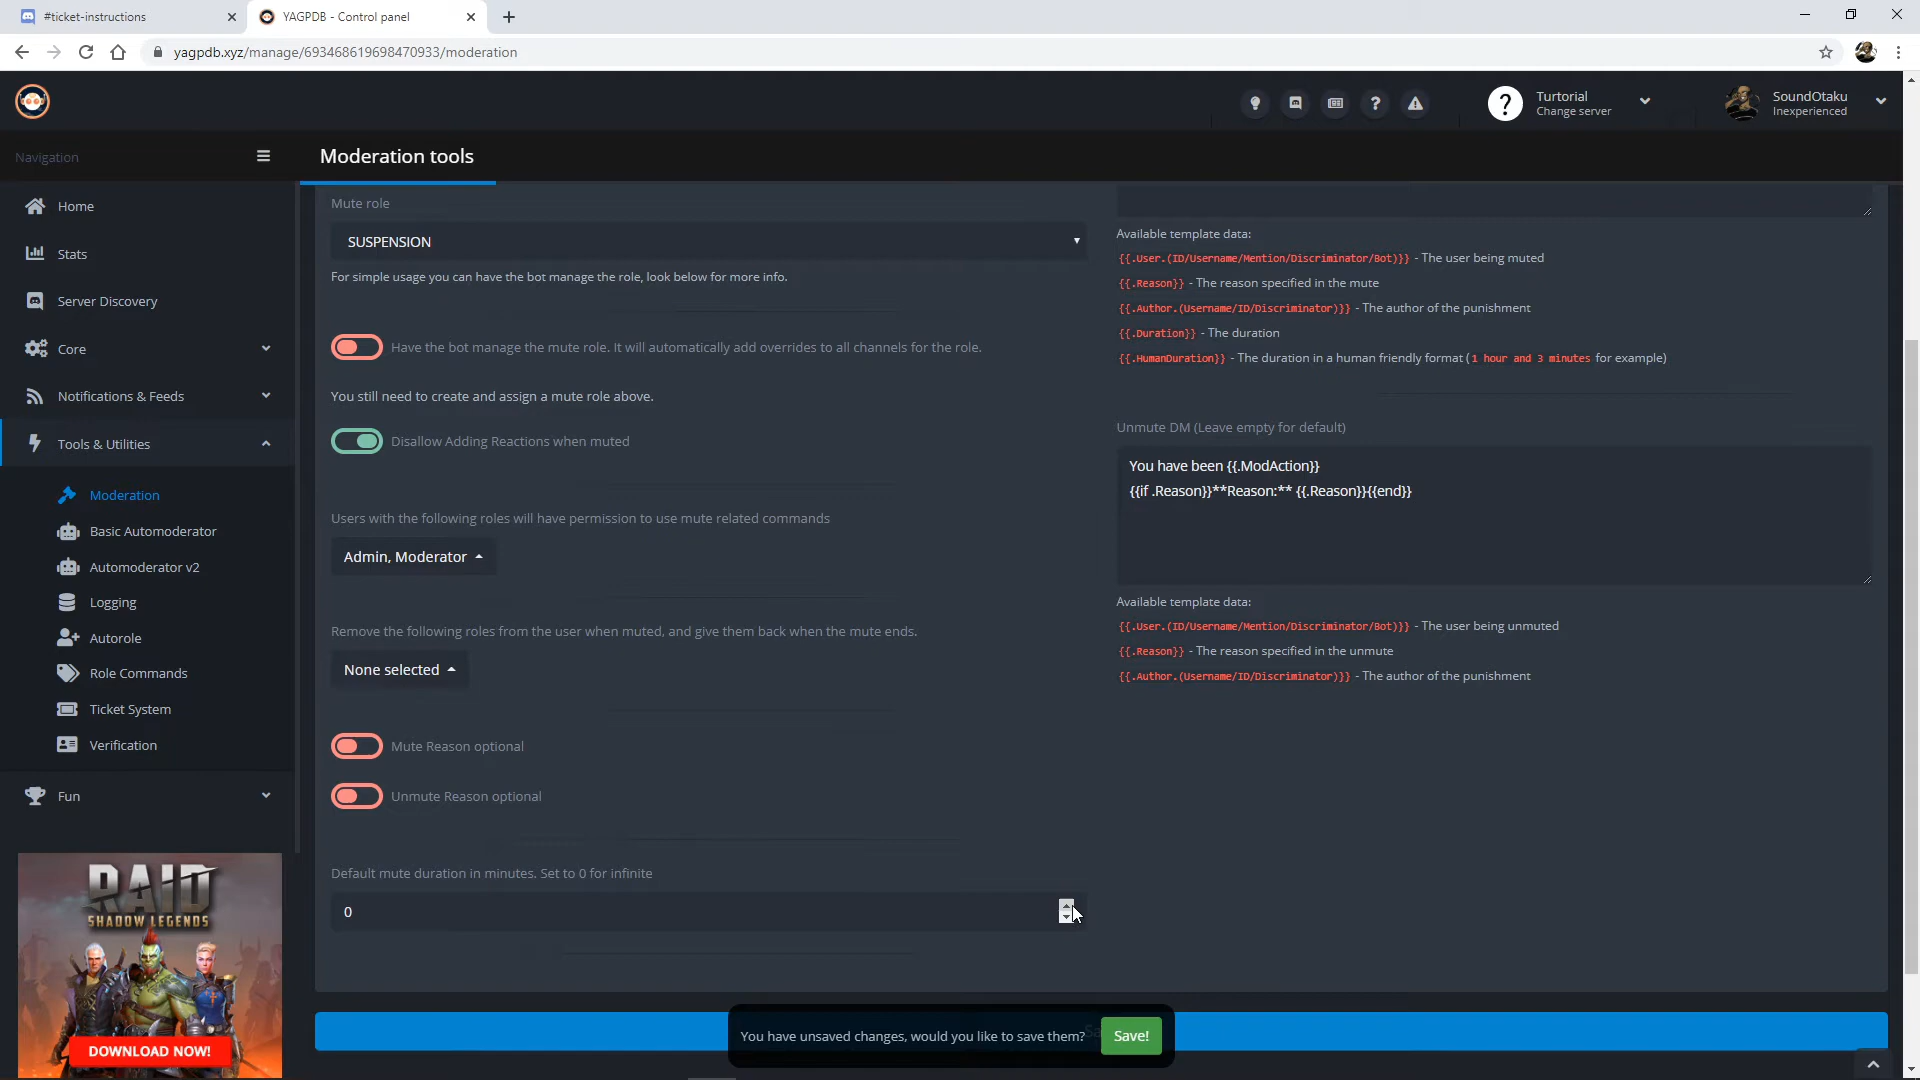 #ticket-instructions
YAGPDB - Control panel
yagpdb.xyz/manage/693468619698470933/moderation
Turtorial
Change server
SoundOtaku
Inexperienced
Navigation
Moderation tools
Home
Stats
Server Discovery
Core
Notifications & Feeds
Tools & Utilities
Moderation
Basic Automoderator
Automoderator v2
Logging
Autorole
Role Commands
Ticket System
Verification
Fun
RAID
SHADOW LEGENDS
DOWNLOAD NOW!
Mute role
SUSPENSION
For simple usage you can have the bot manage the role, look below for more info.
Have the bot manage the mute role. It will automatically add overrides to all channels for the role.
You still need to create and assign a mute role above.
Disallow Adding Reactions when muted
Users with the following roles will have permission to use mute related commands
Admin, Moderator
Remove the following roles from the user when muted, and give them back when the mute ends.
None selected
Mute Reason optional
Unmute Reason optional
Default mute duration in minutes. Set to 0 for infinite
0
Available template data:
{{.User.(ID/Username/Mention/Discriminator/Bot)}} - The user being muted
{{.Reason}} - The reason specified in the mute
{{.Author.(Username/ID/Discriminator)}} - The author of the punishment
{{.Duration}} - The duration
{{.HumanDuration}} - The duration in a human friendly format (1 hour and 3 minutes for example)
Unmute DM (Leave empty for default)
You have been {{.ModAction}}
{{if .Reason}}**Reason:** {{.Reason}}{{end}}
Available template data:
{{.User.(ID/Username/Mention/Discriminator/Bot)}} - The user being unmuted
{{.Reason}} - The reason specified in the unmute
{{.Author.(Username/ID/Discriminator)}} - The author of the punishment
You have unsaved changes, would you like to save them?
Save!